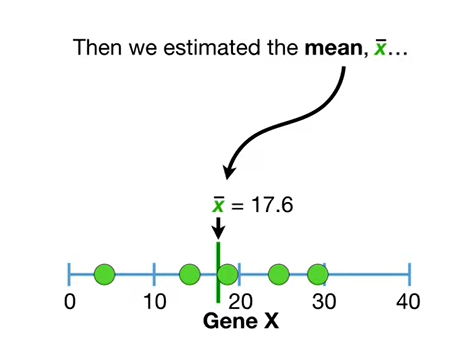 Then we estimated the mean, x̄…
x̄ = 17.6
0 10 20 30 40
Gene X